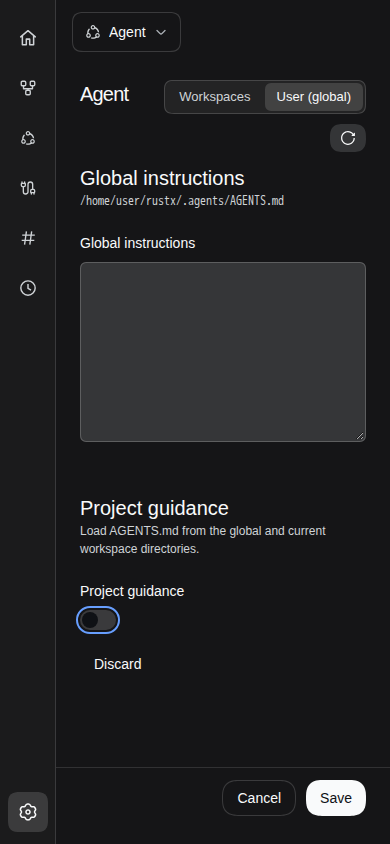 Agent
Agent
Workspaces
User (global)
Global instructions
/home/user/rustx/.agents/AGENTS.md
Global instructions
Project guidance
Load AGENTS.md from the global and current
workspace directories.
Project guidance
Discard
Cancel
Save